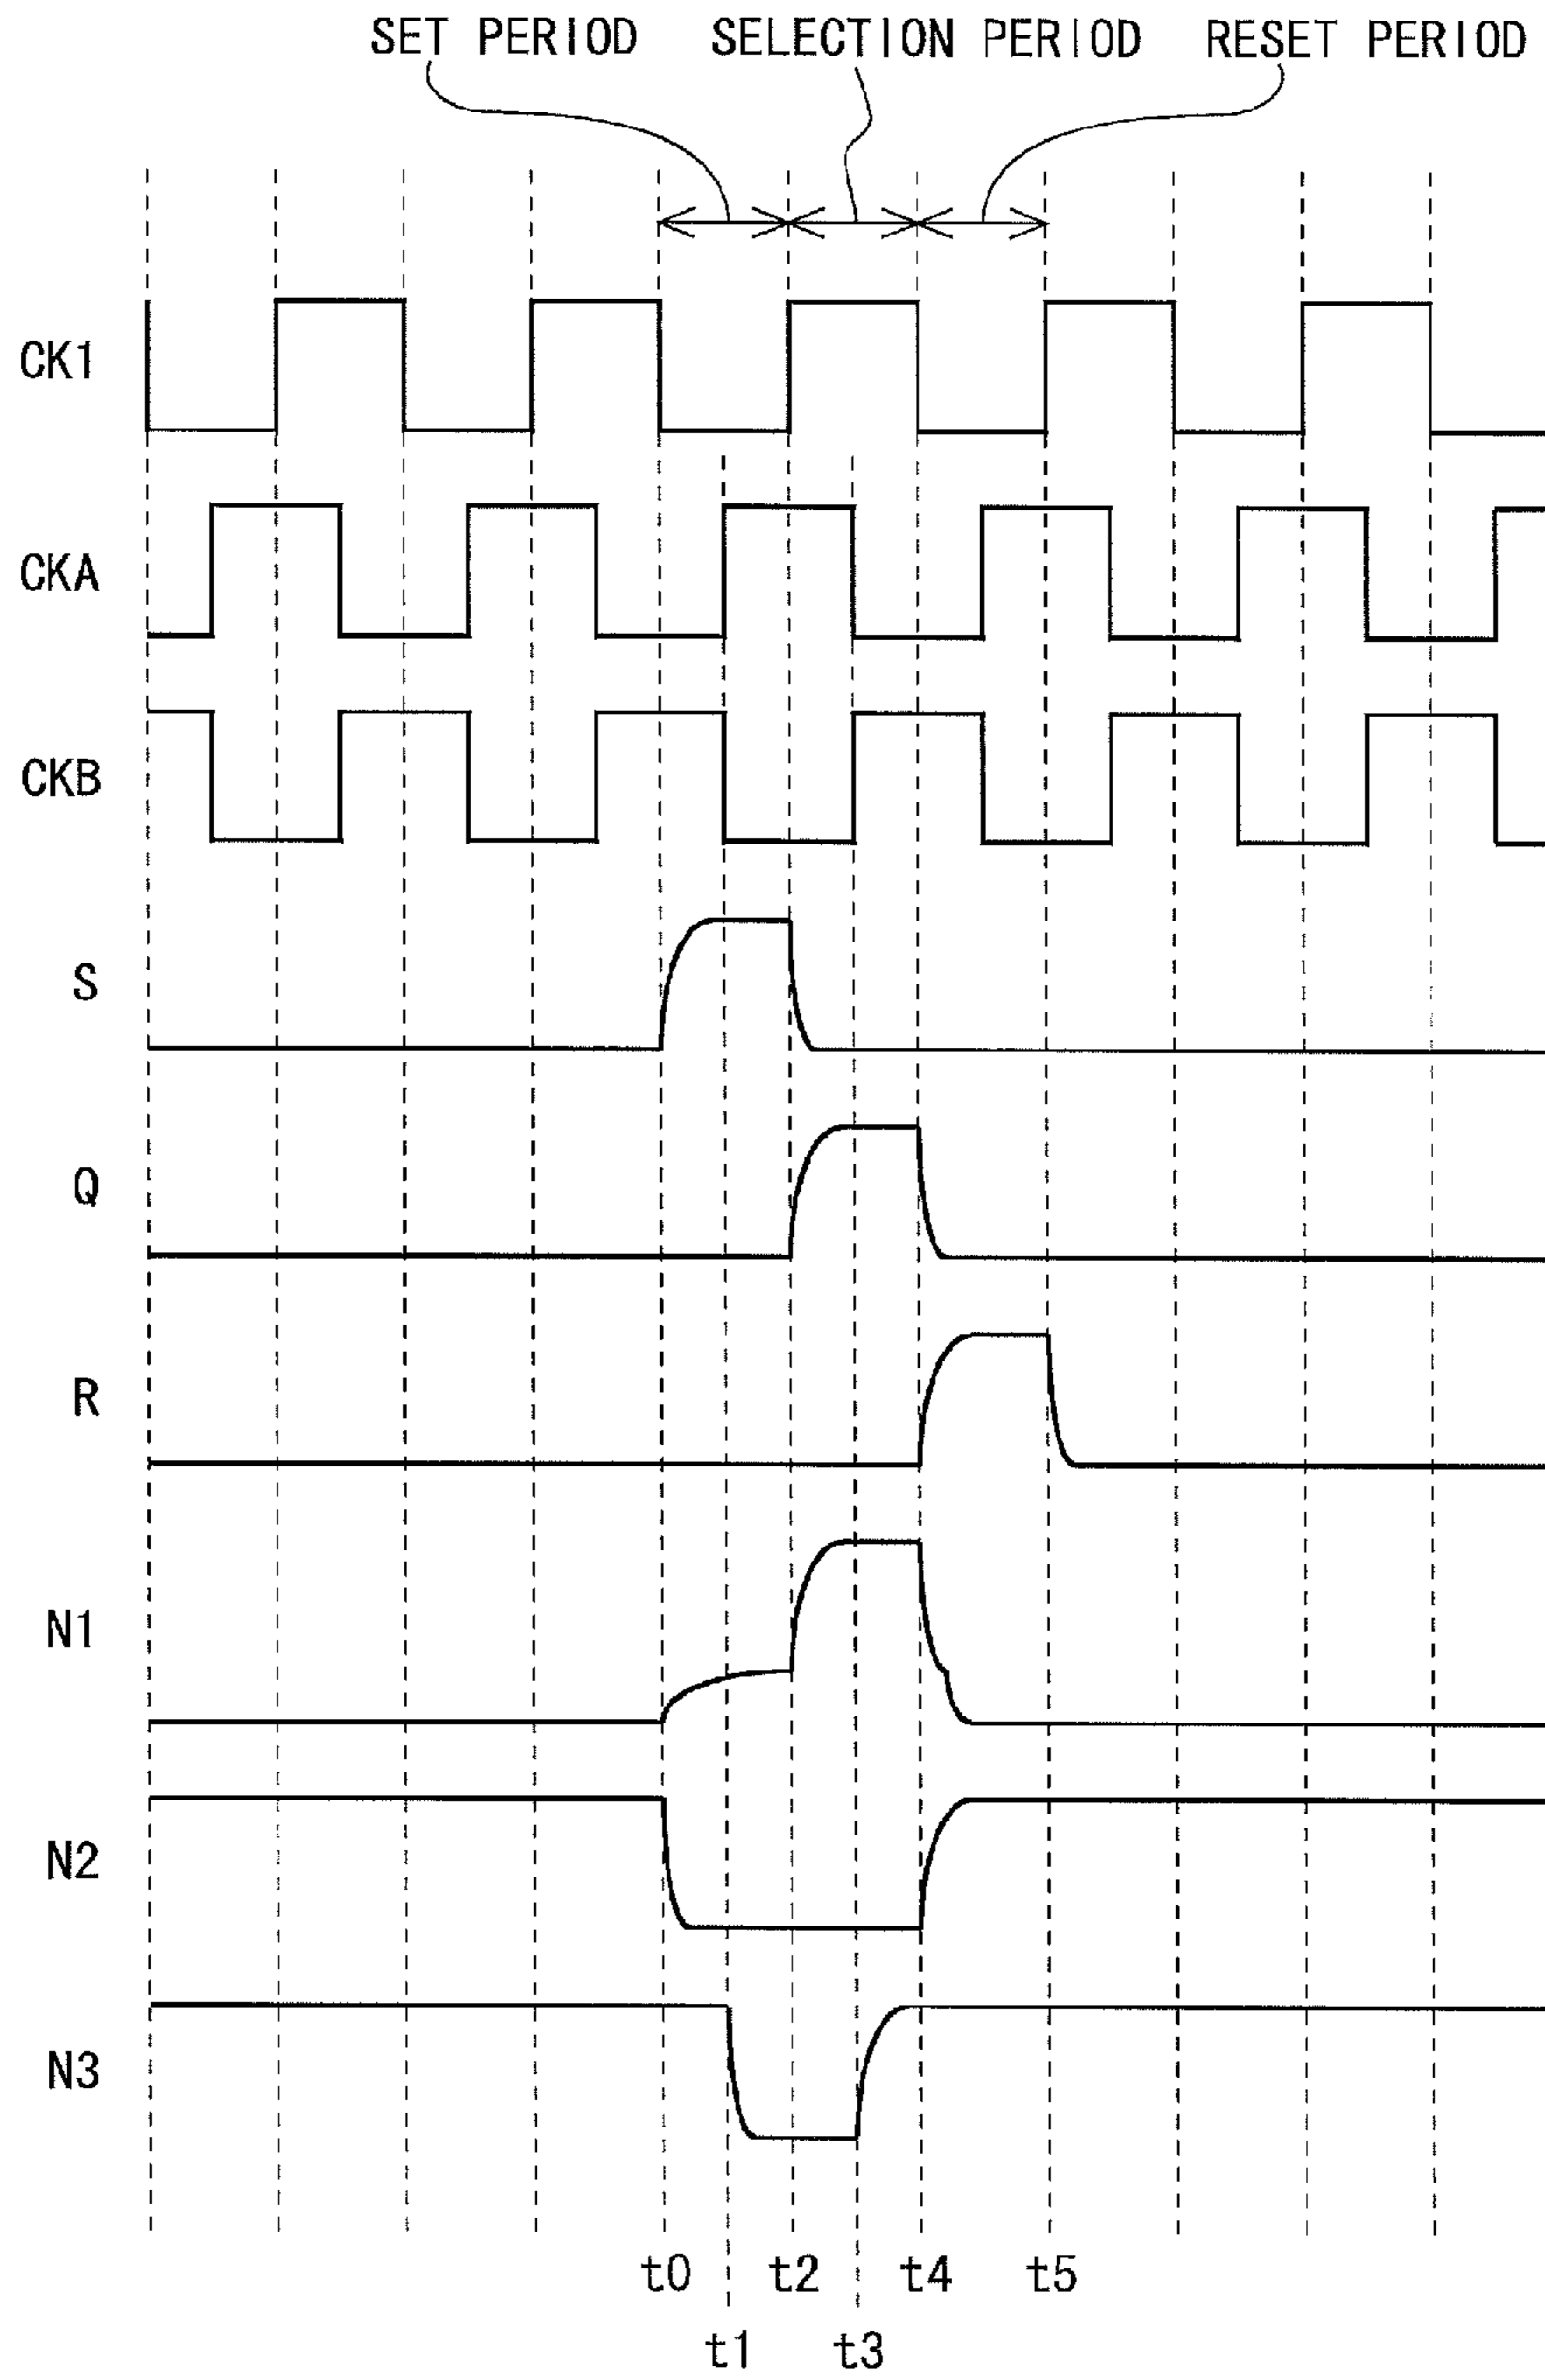 SET PERIOD SELECTION PERIOD RESET PERIOD
CK1
CKA
CKB
S
Q
R
N1
N2
N3
t0 t2 t4 t5
t1 t3